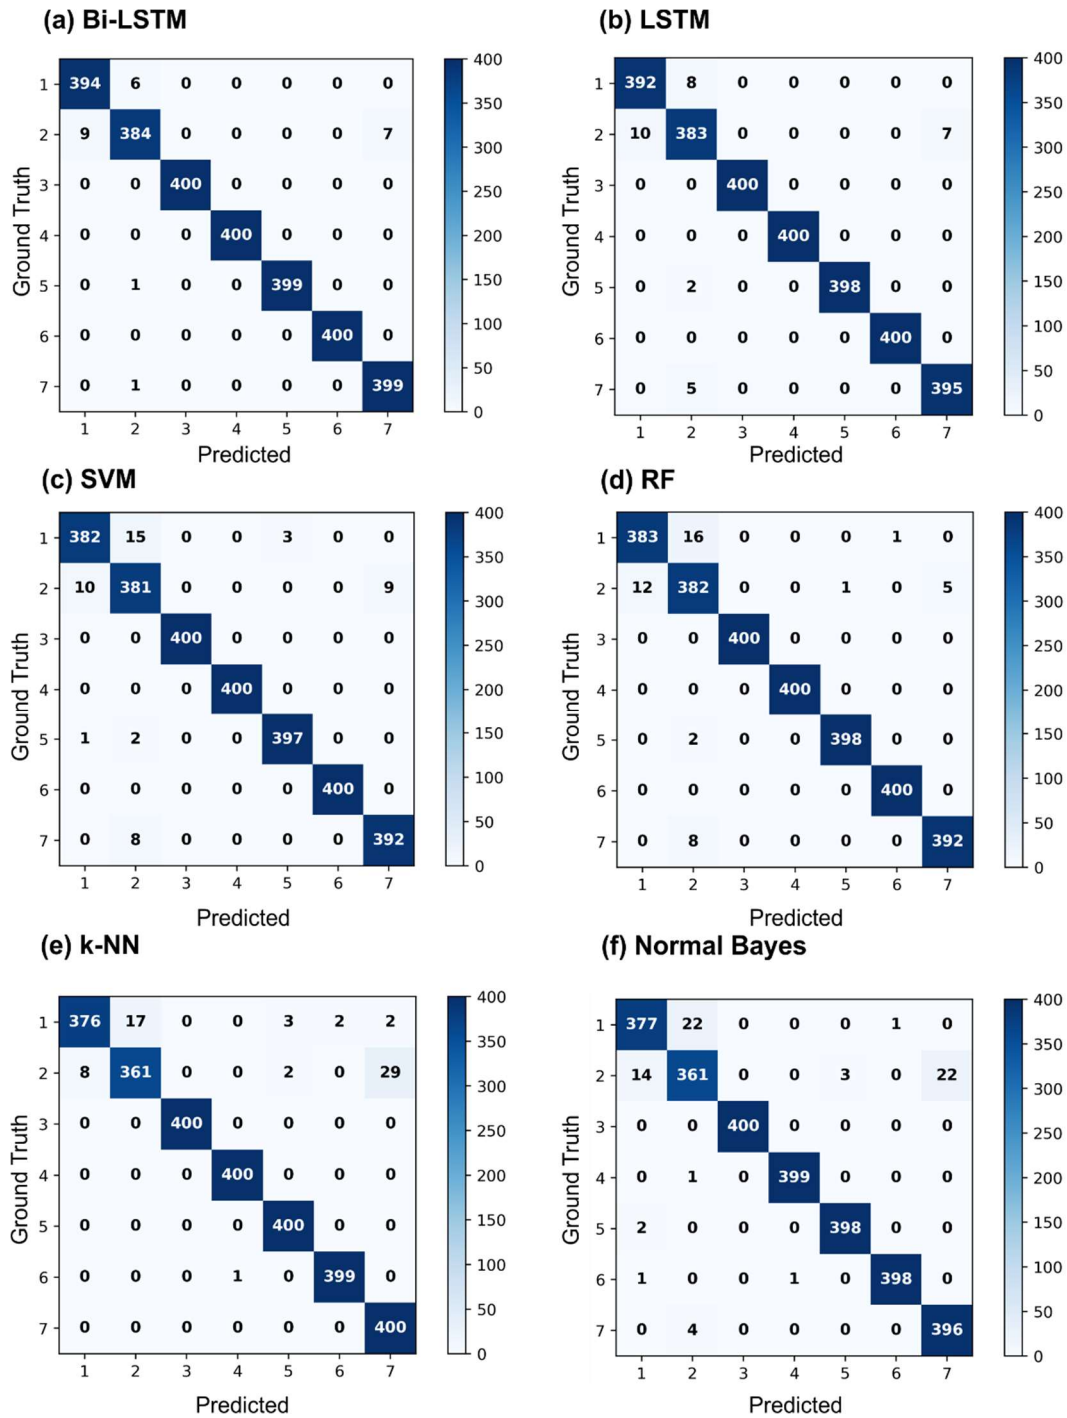 (a) Bi-LSTM
1 394 6 0 0 0 0 0
2 9 384 0 0 0 0 7
3 0 0 400 0 0 0 0
4 0 0 0 400 0 0 0
5 0 1 0 0 399 0 0
6 0 0 0 0 0 400 0
7 0 1 0 0 0 0 399
1 2 3 4 5 6 7
Predicted
Ground Truth
400
350
300
250
200
150
100
50
0
(b) LSTM
1 392 8 0 0 0 0 0
2 10 383 0 0 0 0 7
3 0 0 400 0 0 0 0
4 0 0 0 400 0 0 0
5 0 2 0 0 398 0 0
6 0 0 0 0 0 400 0
7 0 5 0 0 0 0 395
1 2 3 4 5 6 7
Predicted
Ground Truth
400
350
300
250
200
150
100
50
0
(c) SVM
1 382 15 0 0 3 0 0
2 10 381 0 0 0 0 9
3 0 0 400 0 0 0 0
4 0 0 0 400 0 0 0
5 1 2 0 0 397 0 0
6 0 0 0 0 0 400 0
7 0 8 0 0 0 0 392
1 2 3 4 5 6 7
Predicted
Ground Truth
400
350
300
250
200
150
100
50
0
(d) RF
1 383 16 0 0 0 1 0
2 12 382 0 0 1 0 5
3 0 0 400 0 0 0 0
4 0 0 0 400 0 0 0
5 0 2 0 0 398 0 0
6 0 0 0 0 0 400 0
7 0 8 0 0 0 0 392
1 2 3 4 5 6 7
Predicted
Ground Truth
400
350
300
250
200
150
100
50
0
(e) k-NN
1 376 17 0 0 3 2 2
2 8 361 0 0 2 0 29
3 0 0 400 0 0 0 0
4 0 0 0 400 0 0 0
5 0 0 0 0 400 0 0
6 0 0 0 1 0 399 0
7 0 0 0 0 0 0 400
1 2 3 4 5 6 7
Predicted
Ground Truth
400
350
300
250
200
150
100
50
0
(f) Normal Bayes
1 377 22 0 0 0 1 0
2 14 361 0 0 3 0 22
3 0 0 400 0 0 0 0
4 0 1 0 399 0 0 0
5 2 0 0 0 398 0 0
6 1 0 0 1 0 398 0
7 0 4 0 0 0 0 396
1 2 3 4 5 6 7
Predicted
Ground Truth
400
350
300
250
200
150
100
50
0